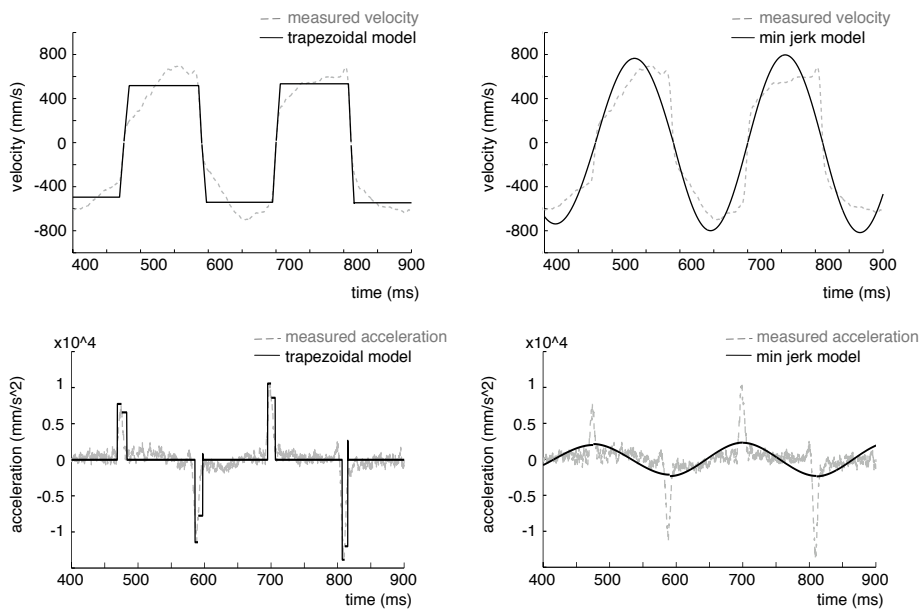 measured velocity
trapezoidal model
velocity (mm/s)
800
400
0
-400
-800
400 500 600 700 800 900
time (ms)
measured velocity
min jerk model
velocity (mm/s)
800
400
0
-400
-800
400 500 600 700 800 900
time (ms)
x10^4
measured acceleration
trapezoidal model
acceleration (mm/s^2)
1
0.5
0
-0.5
-1
400 500 600 700 800 900
time (ms)
x10^4
measured acceleration
min jerk model
acceleration (mm/s^2)
1
0.5
0
-0.5
-1
400 500 600 700 800 900
time (ms)